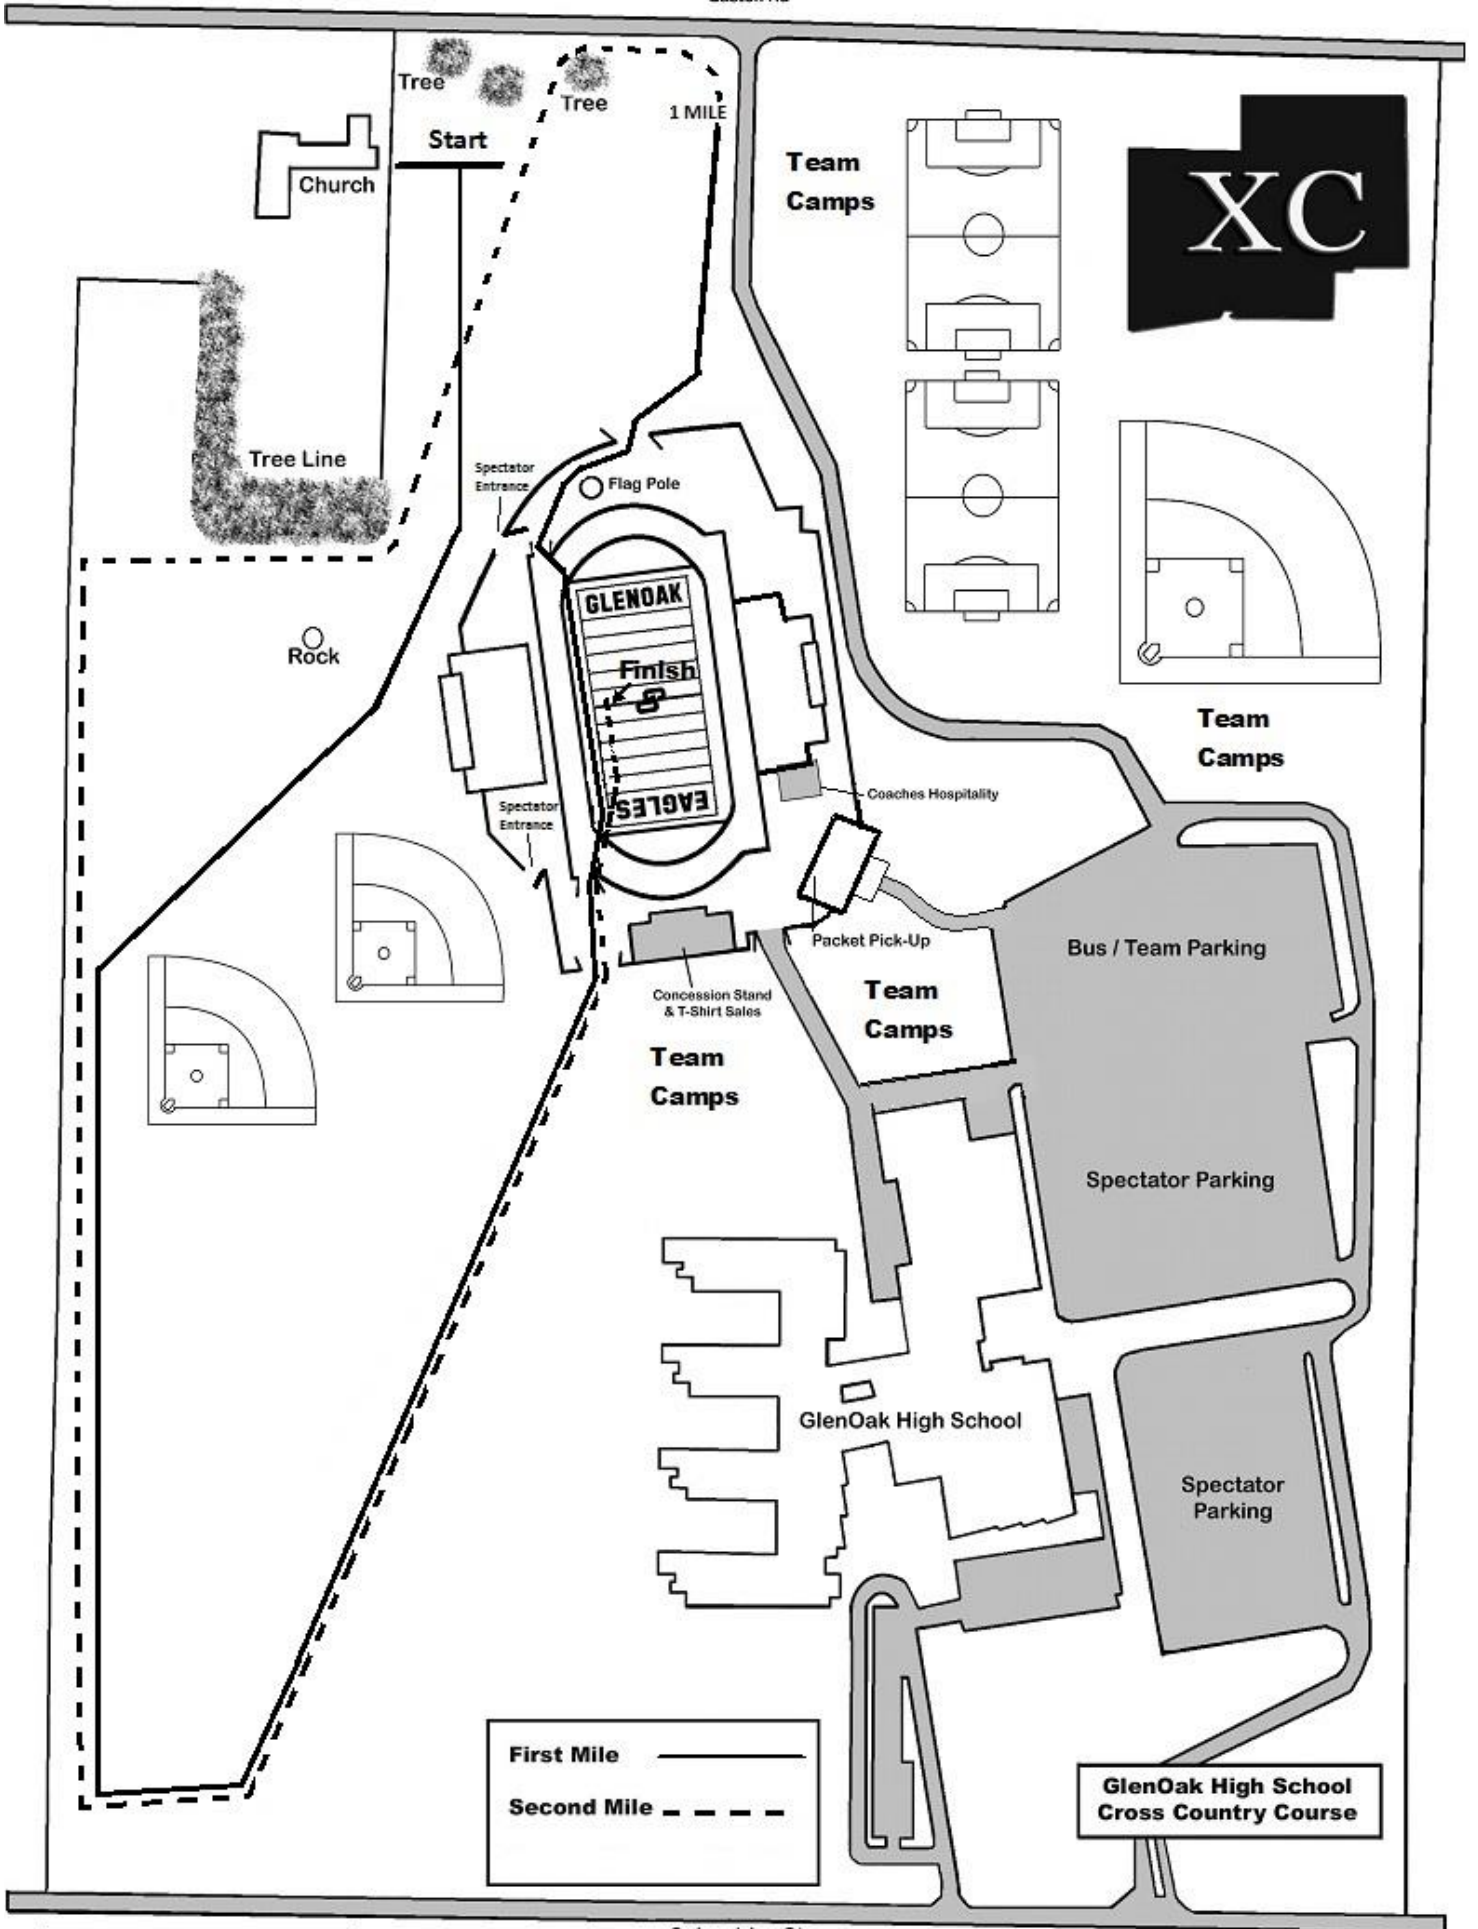 Tree
Tree
1 MILE
Start
Church
Team
Camps
XC
Tree Line
Spectator
Entrance
Flag Pole
GLENOAK
Rock
Finish
Team
Camps
EAGLES
Coaches Hospitality
Spectator
Entrance
Packet Pick-Up
Bus / Team Parking
Concession Stand
& T-Shirt Sales
Team
Camps
Team
Camps
Spectator Parking
GlenOak High School
Spectator
Parking
First Mile
Second Mile
GlenOak High School
Cross Country Course